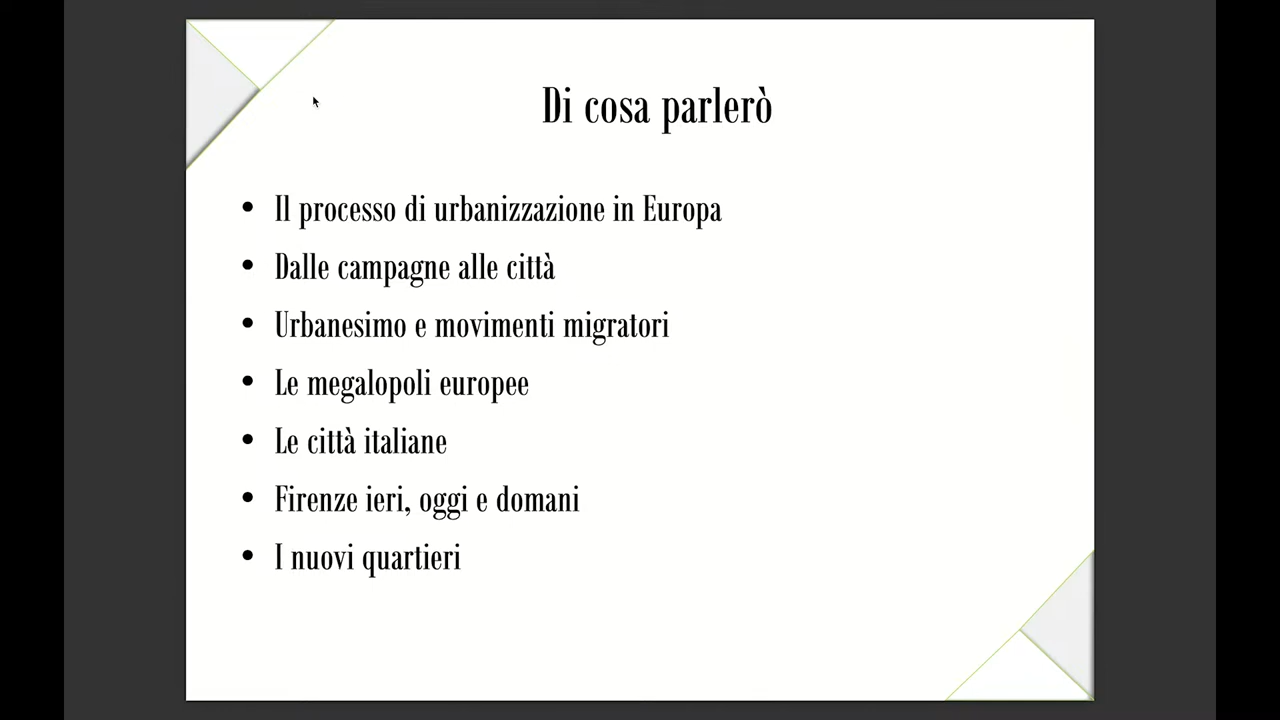 Di cosa parlerò
• Il processo di urbanizzazione in Europa
• Dalle campagne alle città
• Urbanesimo e movimenti migratori
• Le megalopoli europee
• Le città italiane
• Firenze ieri, oggi e domani
• I nuovi quartieri